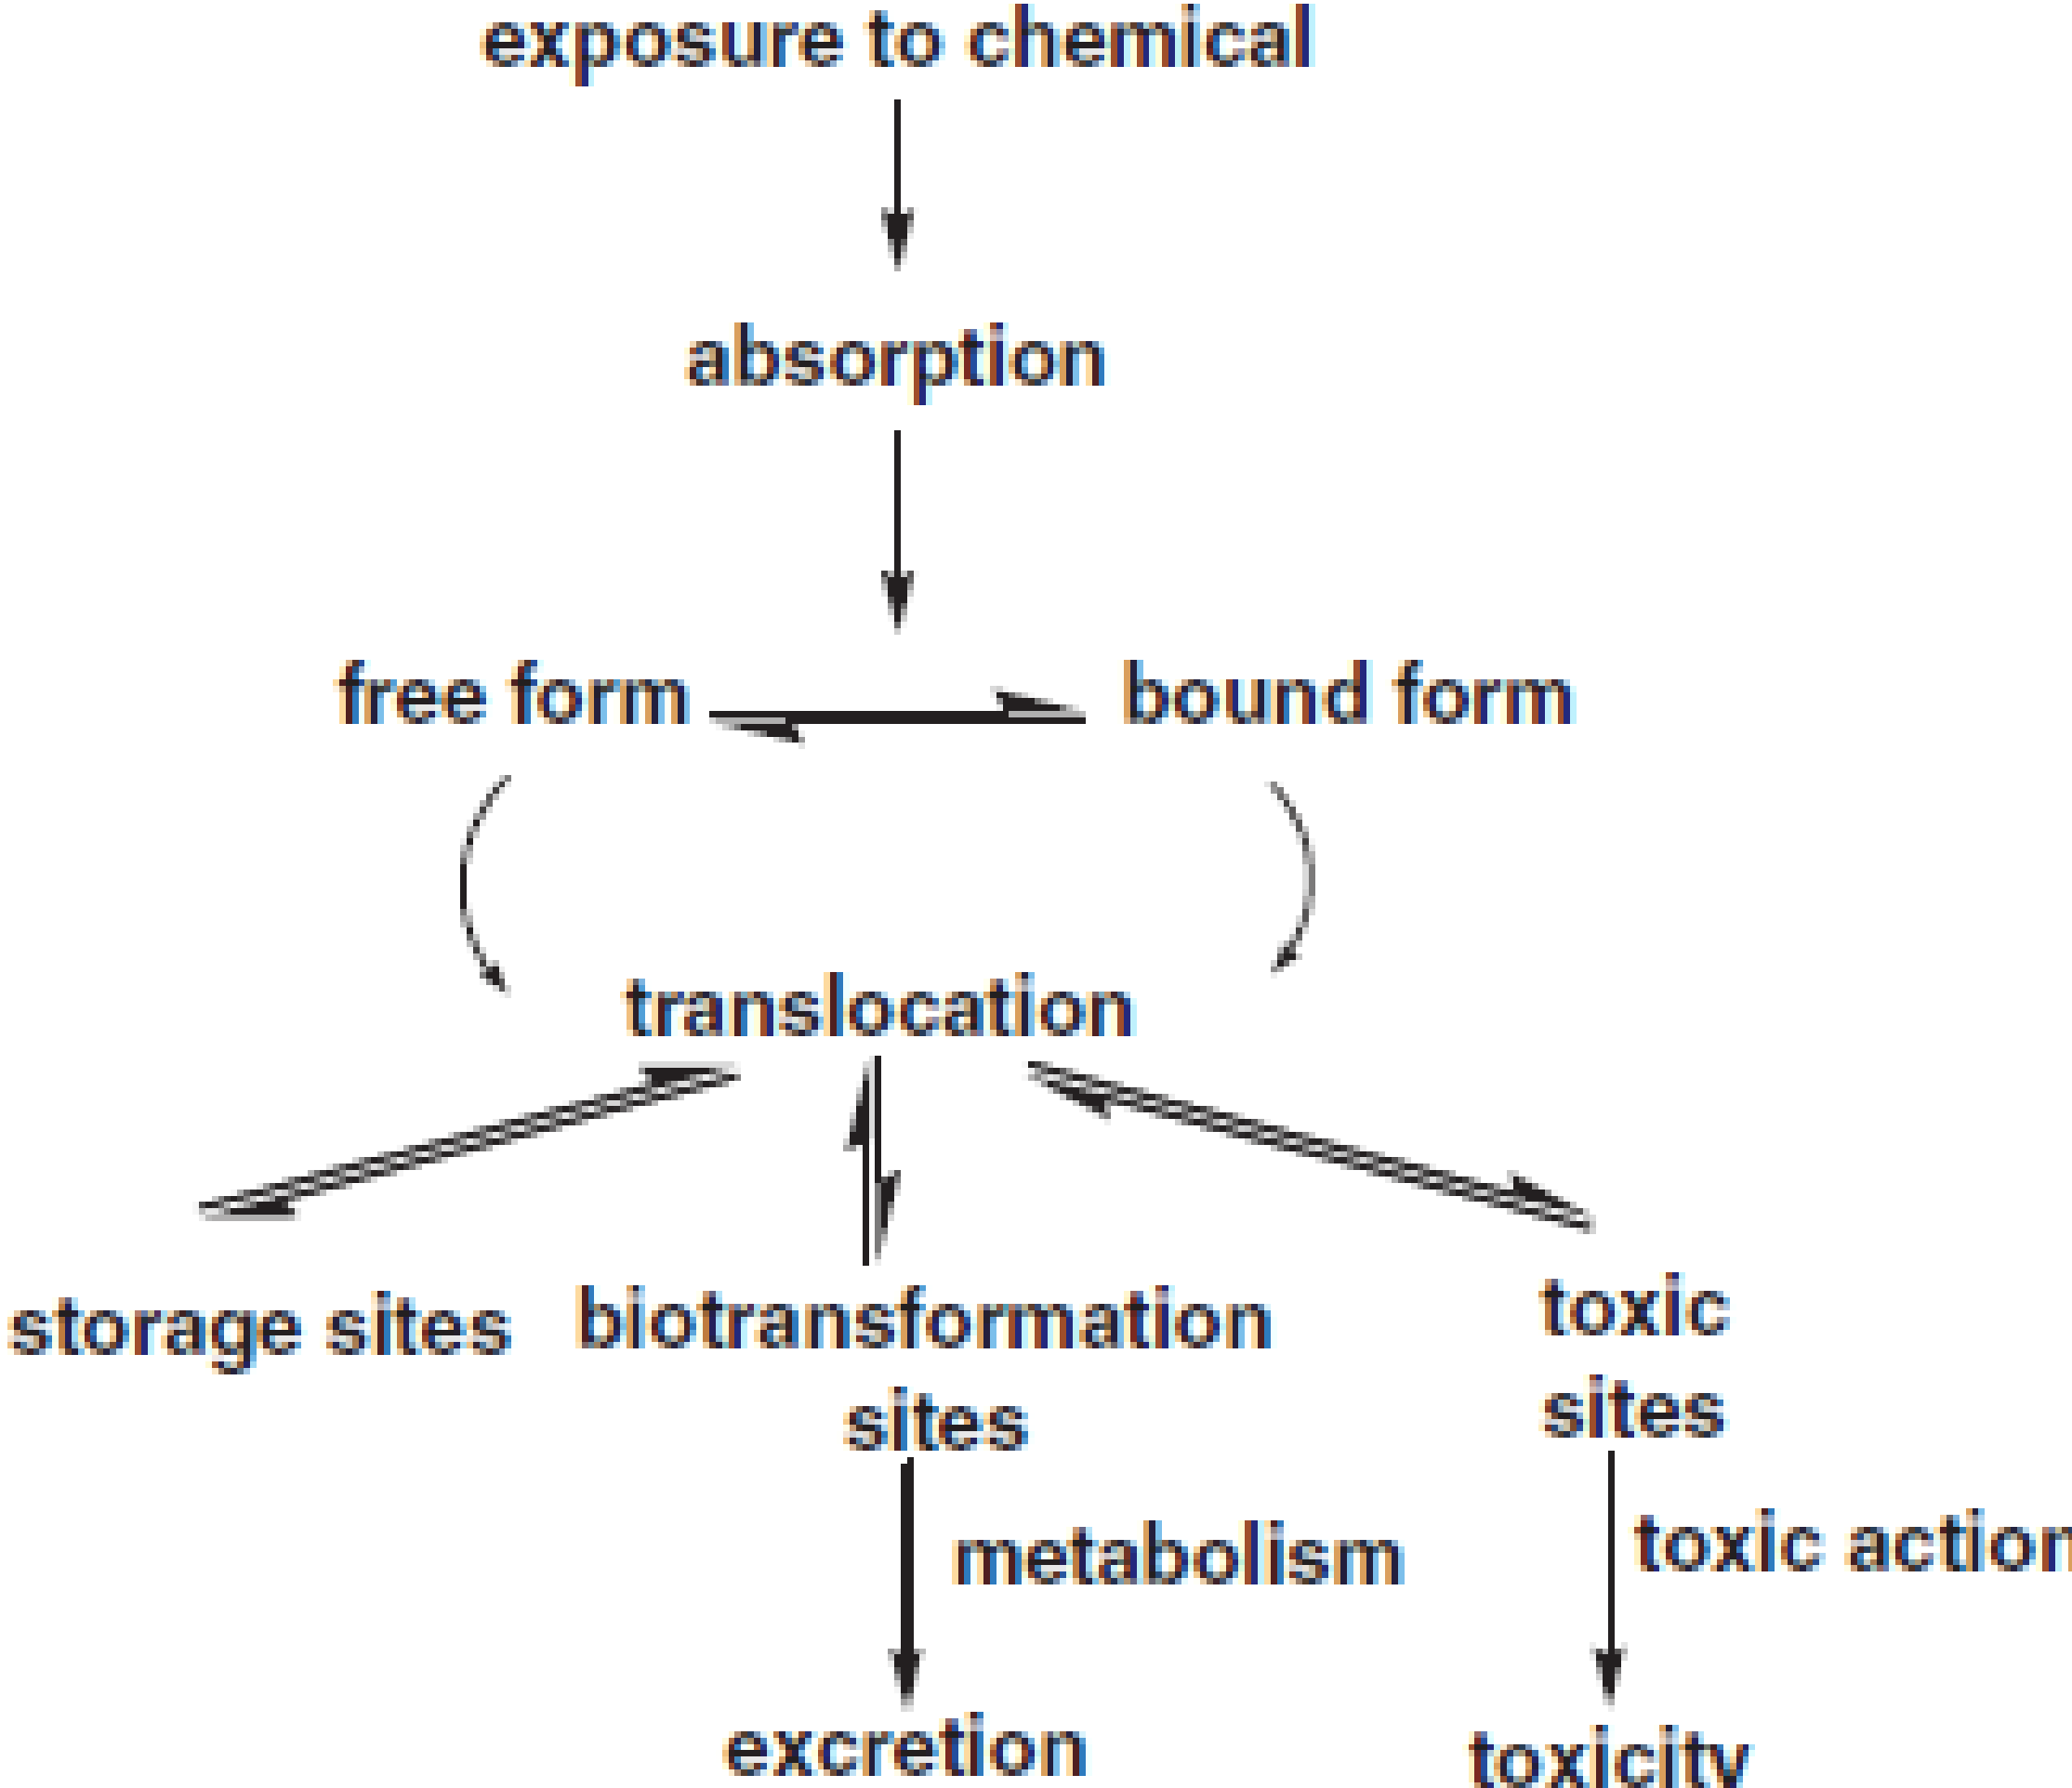 exposure to chemical
absorption
free form
bound form
translocation
storage sites
biotransformation
sites
toxic
sites
metabolism
toxic action
excretion
toxicity